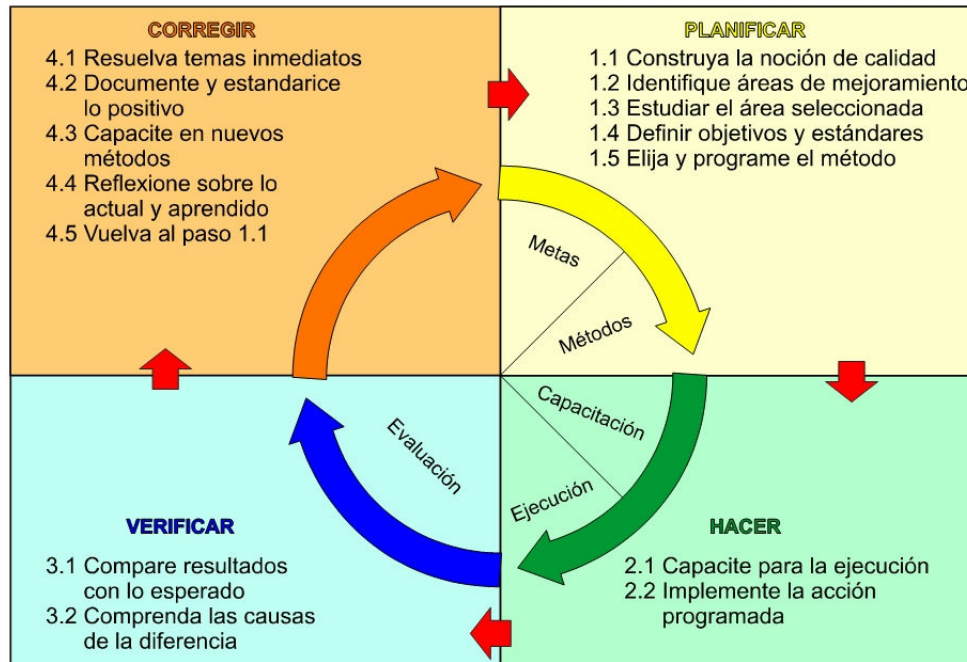 CORREGIR
4.1 Resuelva temas inmediatos
4.2 Documente y estandarice
lo positivo
4.3 Capacite en nuevos
métodos
4.4 Reflexione sobre lo
actual y aprendido
4.5 Vuelva al paso 1.1
PLANIFICAR
1.1 Construya la noción de calidad
1.2 Identifique áreas de mejoramiento
1.3 Estudiar el área seleccionada
1.4 Definir objetivos y estándares
1.5 Elija y programe el método
Metas
Métodos
Capacitación
Ejecución
Evaluación
VERIFICAR
3.1 Compare resultados
con lo esperado
3.2 Comprenda las causas
de la diferencia
HACER
2.1 Capacite para la ejecución
2.2 Implemente la acción
programada